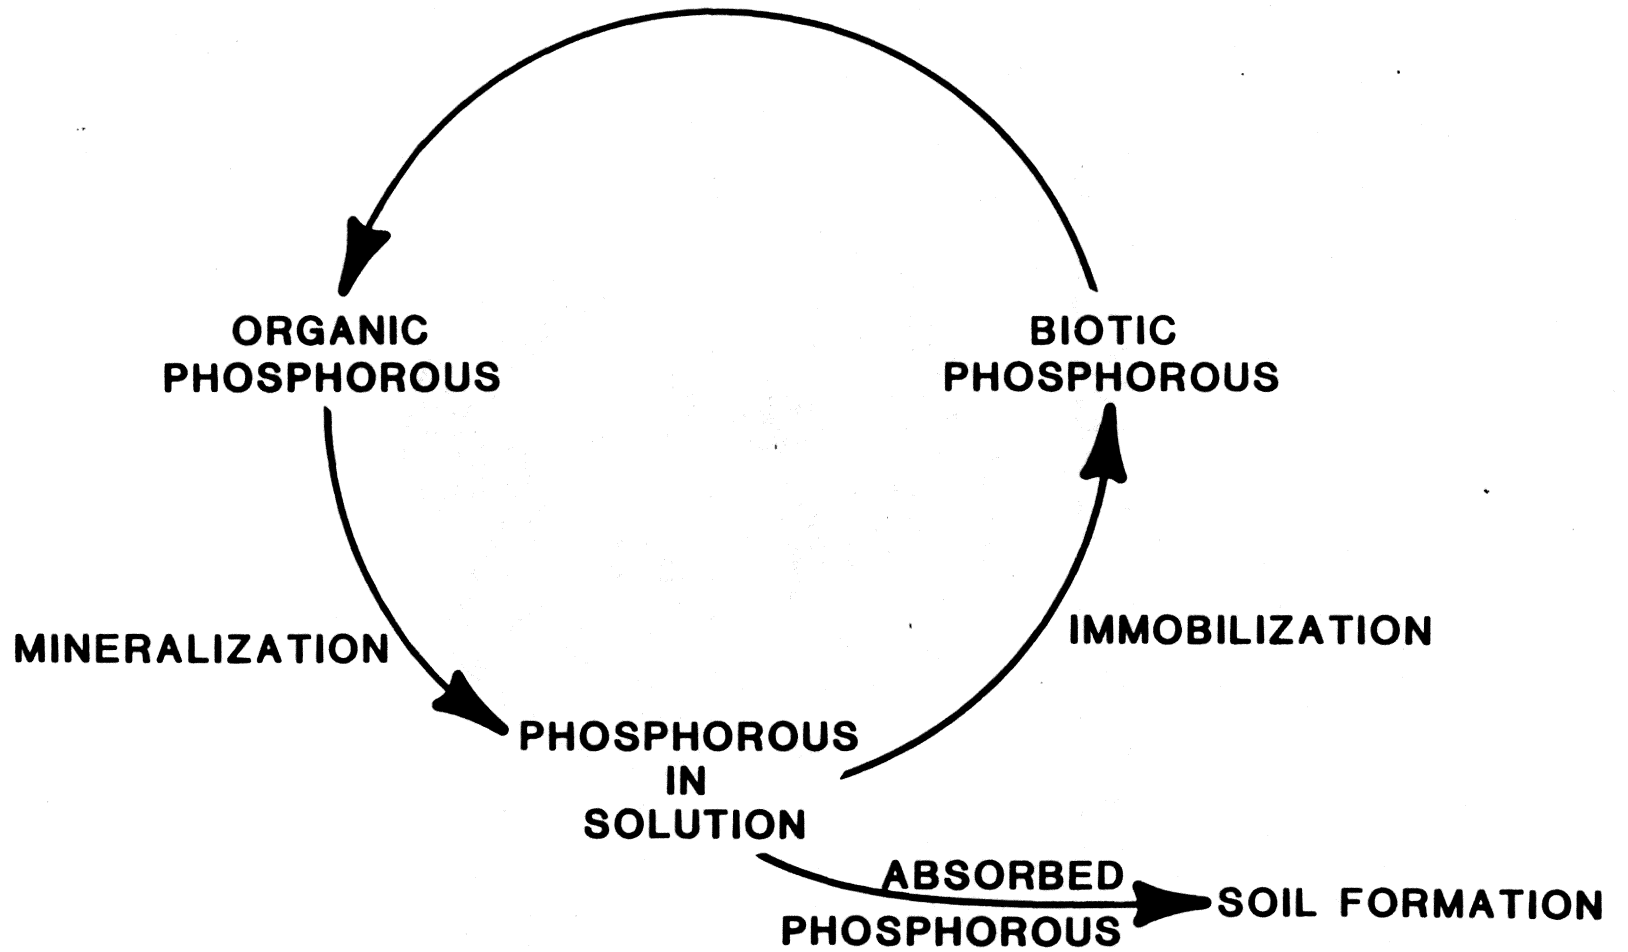 ORGANIC
PHOSPHOROUS
BIOTIC
PHOSPHOROUS
MINERALIZATION
IMMOBILIZATION
PHOSPHOROUS
IN
SOLUTION
ABSORBED
PHOSPHOROUS
SOIL FORMATION